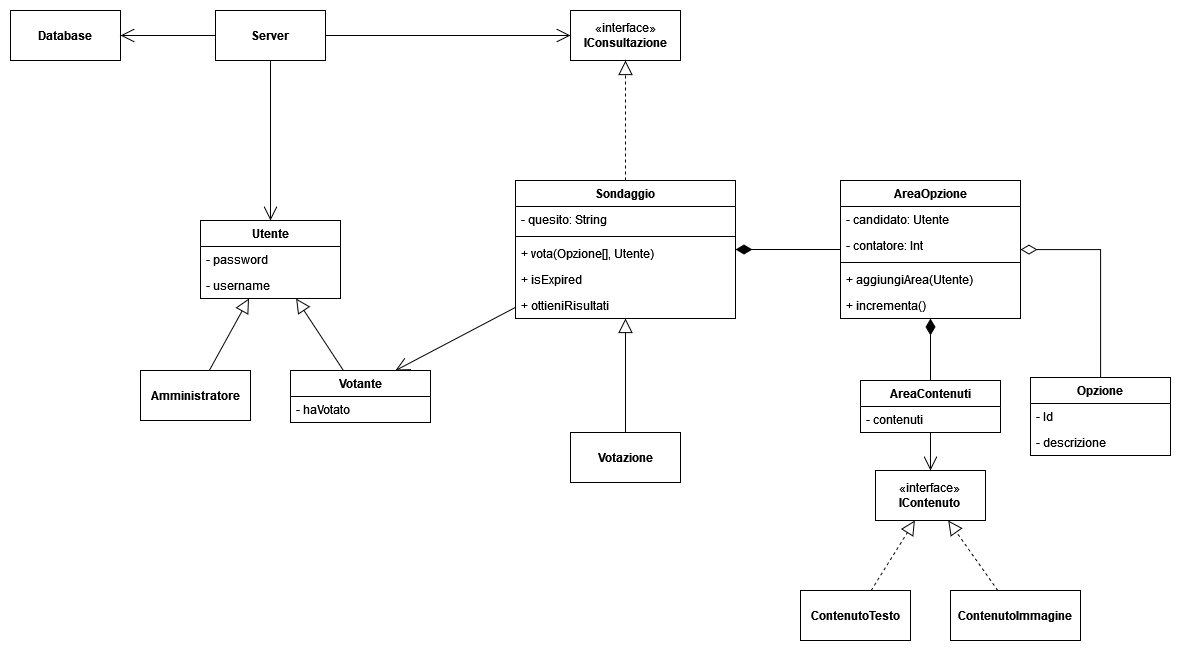 Database
Server
«interface»
IConsultazione
Sondaggio
- quesito: String
+ vota(Opzione[], Utente)
+ isExpired
+ ottieniRisultati
AreaOpzione
- candidato: Utente
- contatore: Int
+ aggiungiArea(Utente)
+ incrementa()
Utente
- password
- username
Amministratore
Votante
- haVotato
Votazione
AreaContenuti
- contenuti
Opzione
- Id
- descrizione
«interface»
IContenuto
ContenutoTesto
ContenutoImmagine